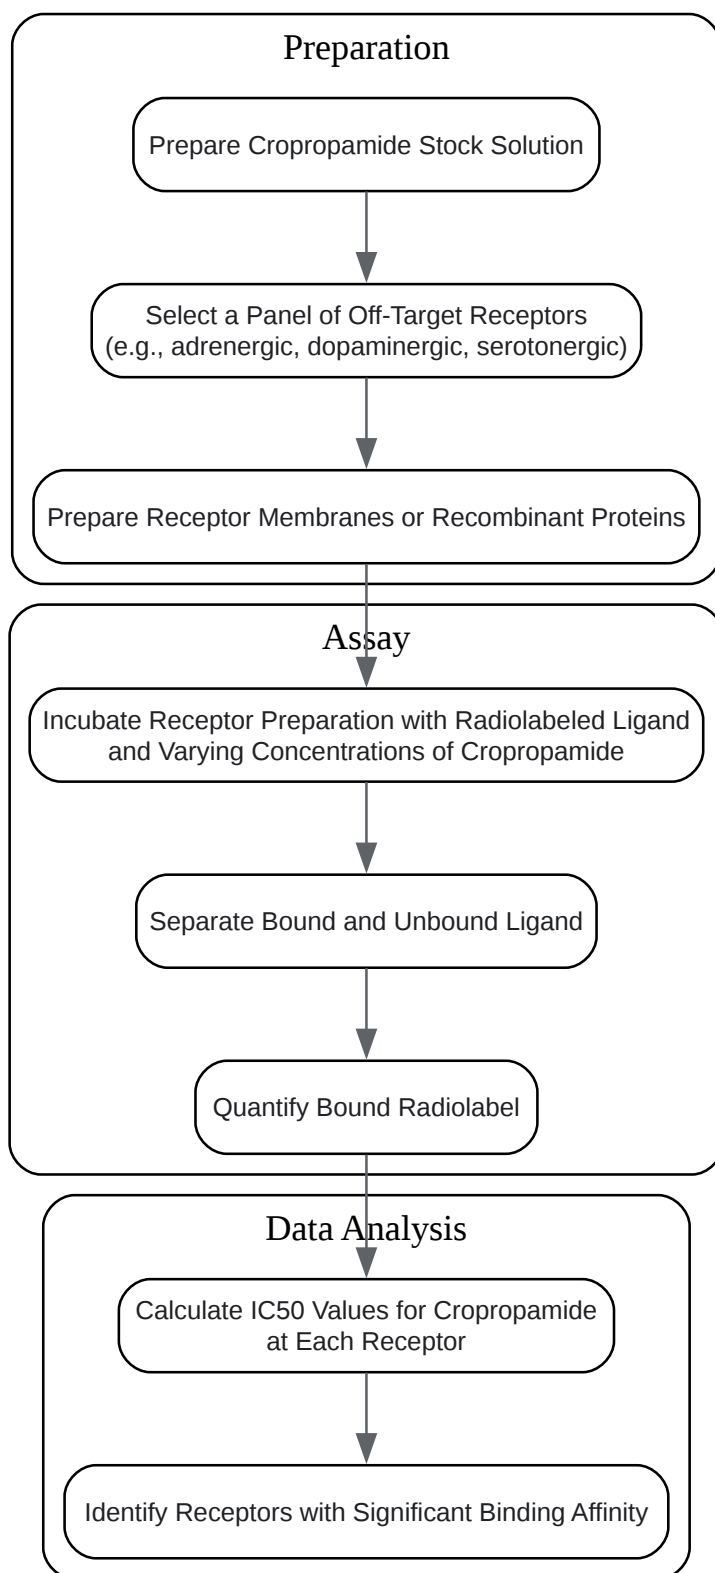 Preparation
Prepare Cropropamide Stock Solution
Select a Panel of Off-Target Receptors
(e.g., adrenergic, dopaminergic, serotonergic)
Prepare Receptor Membranes or Recombinant Proteins
Assay
Incubate Receptor Preparation with Radiolabeled Ligand
and Varying Concentrations of Cropropamide
Separate Bound and Unbound Ligand
Quantify Bound Radiolabel
Data Analysis
Calculate IC50 Values for Cropropamide
at Each Receptor
Identify Receptors with Significant Binding Affinity